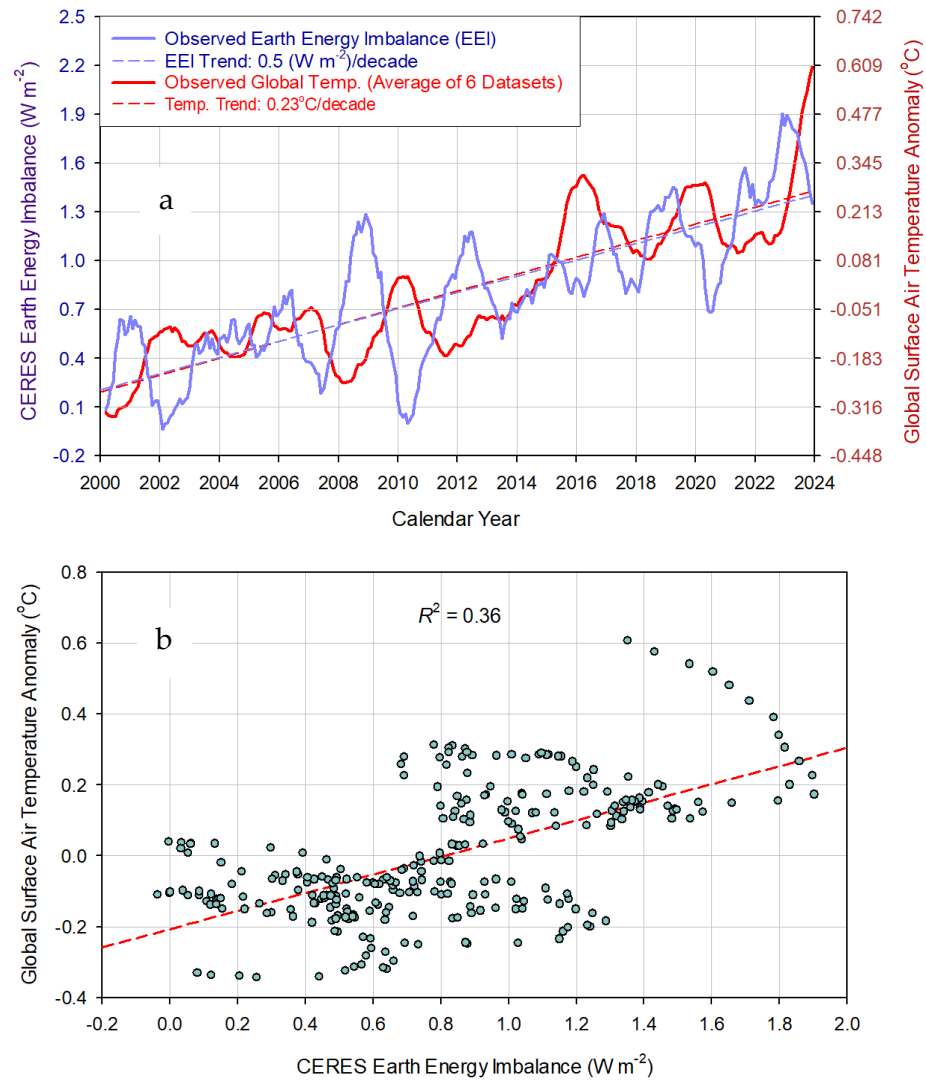 Observed Earth Energy Imbalance (EEI)
EEI Trend: 0.5 (W m⁻²)/decade
Observed Global Temp. (Average of 6 Datasets)
Temp. Trend: 0.23°C/decade
a
CERES Earth Energy Imbalance (W m⁻²)
2.5
2.2
1.9
1.6
1.3
1.0
0.7
0.4
0.1
-0.2
Global Surface Air Temperature Anomaly (°C)
0.742
0.609
0.477
0.345
0.213
0.081
-0.051
-0.183
-0.316
-0.448
2000 2002 2004 2006 2008 2010 2012 2014 2016 2018 2020 2022 2024
Calendar Year
b
R² = 0.36
Global Surface Air Temperature Anomaly (°C)
0.8
0.6
0.4
0.2
0.0
-0.2
-0.4
-0.2 0.0 0.2 0.4 0.6 0.8 1.0 1.2 1.4 1.6 1.8 2.0
CERES Earth Energy Imbalance (W m⁻²)